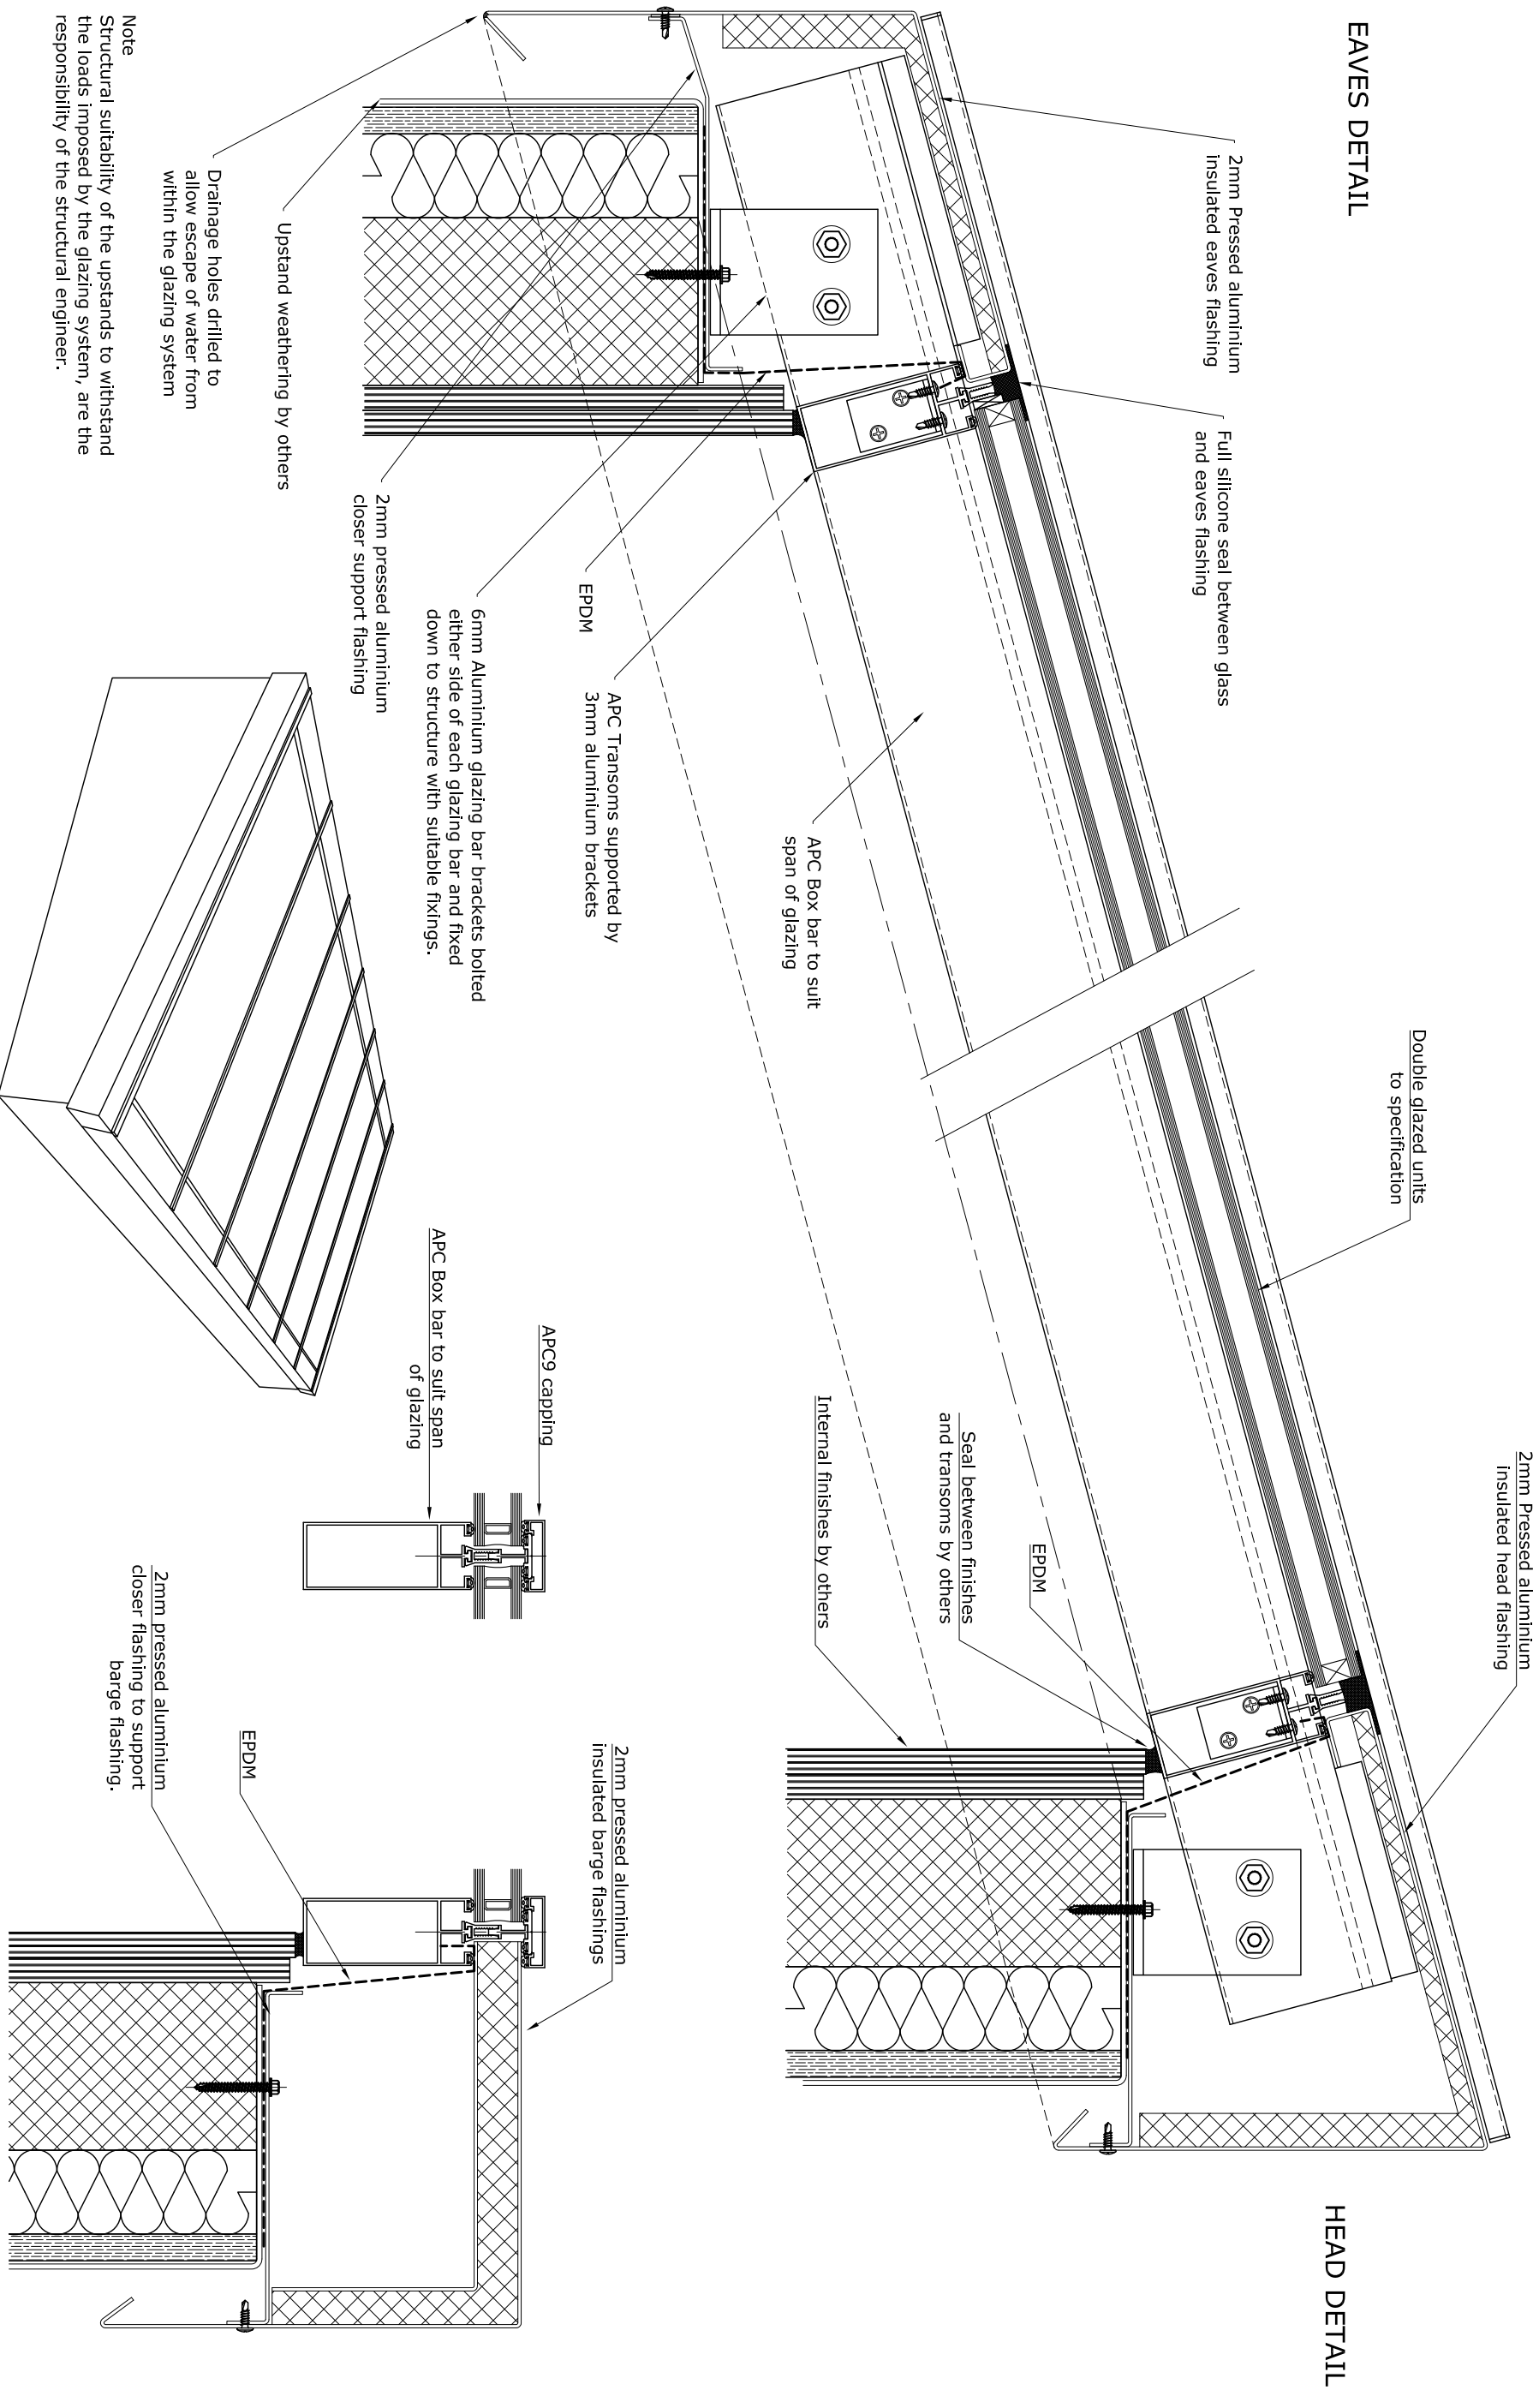 EAVES DETAIL
2mm Pressed aluminium
insulated eaves flashing
Full silicone seal between glass
and eaves flashing
Double glazed units
to specification
2mm Pressed aluminium
insulated head flashing
HEAD DETAIL
APC Box bar to suit
span of glazing
APC Transoms supported by
3mm aluminium brackets
EPDM
6mm Aluminium glazing bar brackets bolted
either side of each glazing bar and fixed
down to structure with suitable fixings.
2mm pressed aluminium
closer support flashing
Upstand weathering by others
Drainage holes drilled to
allow escape of water from
within the glazing system
Note
Structural suitability of the upstands to withstand
the loads imposed by the glazing system, are the
responsibility of the structural engineer.
EPDM
Seal between finishes
and transoms by others
Internal finishes by others
APC9 capping
APC Box bar to suit span
of glazing
2mm pressed aluminium
insulated barge flashings
EPDM
2mm pressed aluminium
closer flashing to support
barge flashing.